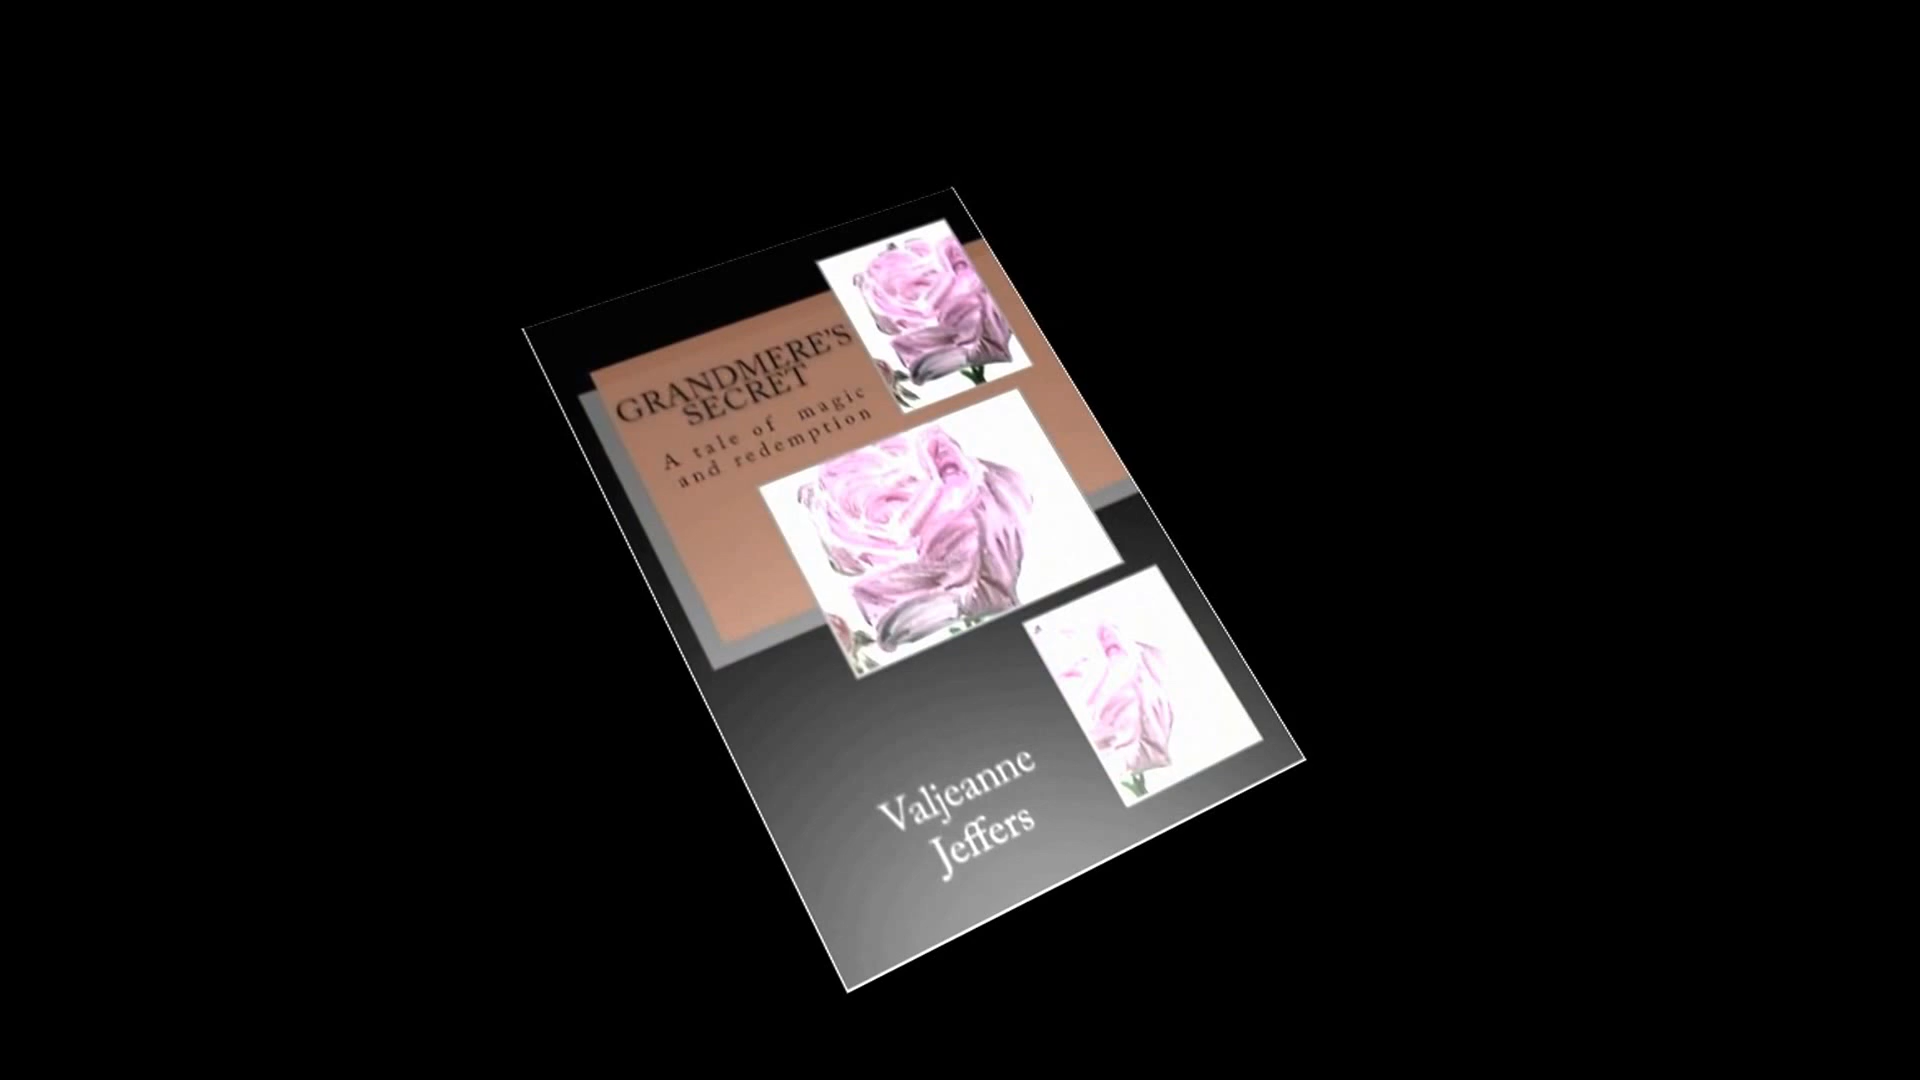 GRANDMERE'S
SECRET
A tale of magic
and redemption
Valjeanne
Jeffers